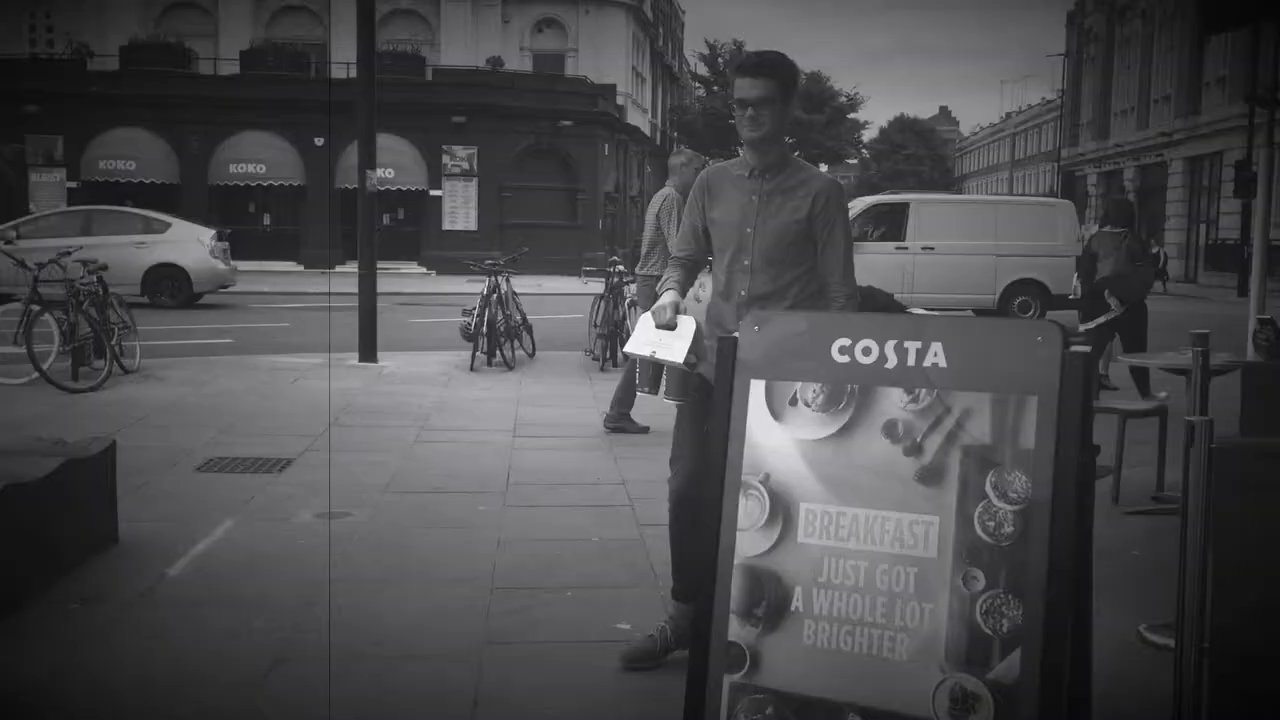 KOKO
KOKO
KOKO
COSTA
BREAKFAST
JUST GOT
A WHOLE LOT
BRIGHTER